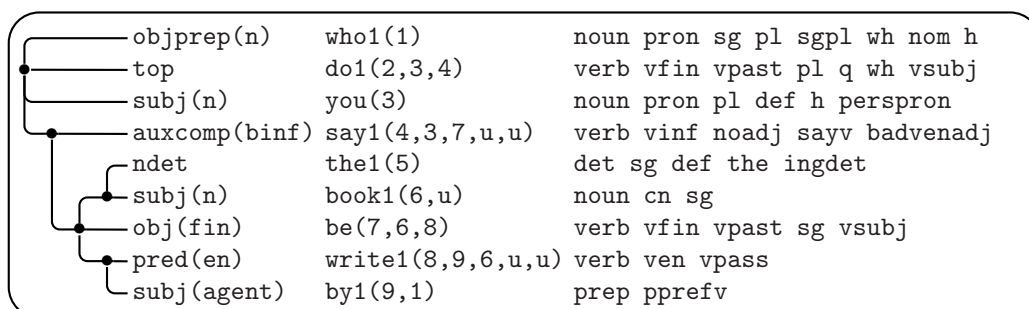 objprep(n) who1(1) noun pron sg pl sgpl wh nom h
top do1(2,3,4) verb vfin vpast pl q wh vsubj
subj(n) you(3) noun pron pl def h perspron
auxcomp(binf) say1(4,3,7,u,u) verb vinf noadj sayv badvenadj
ndet the1(5) det sg def the ingdet
subj(n) book1(6,u) noun cn sg
obj(fin) be(7,6,8) verb vfin vpast sg vsubj
pred(en) write1(8,9,6,u,u) verb ven vpass
subj(agent) by1(9,1) prep pprefv